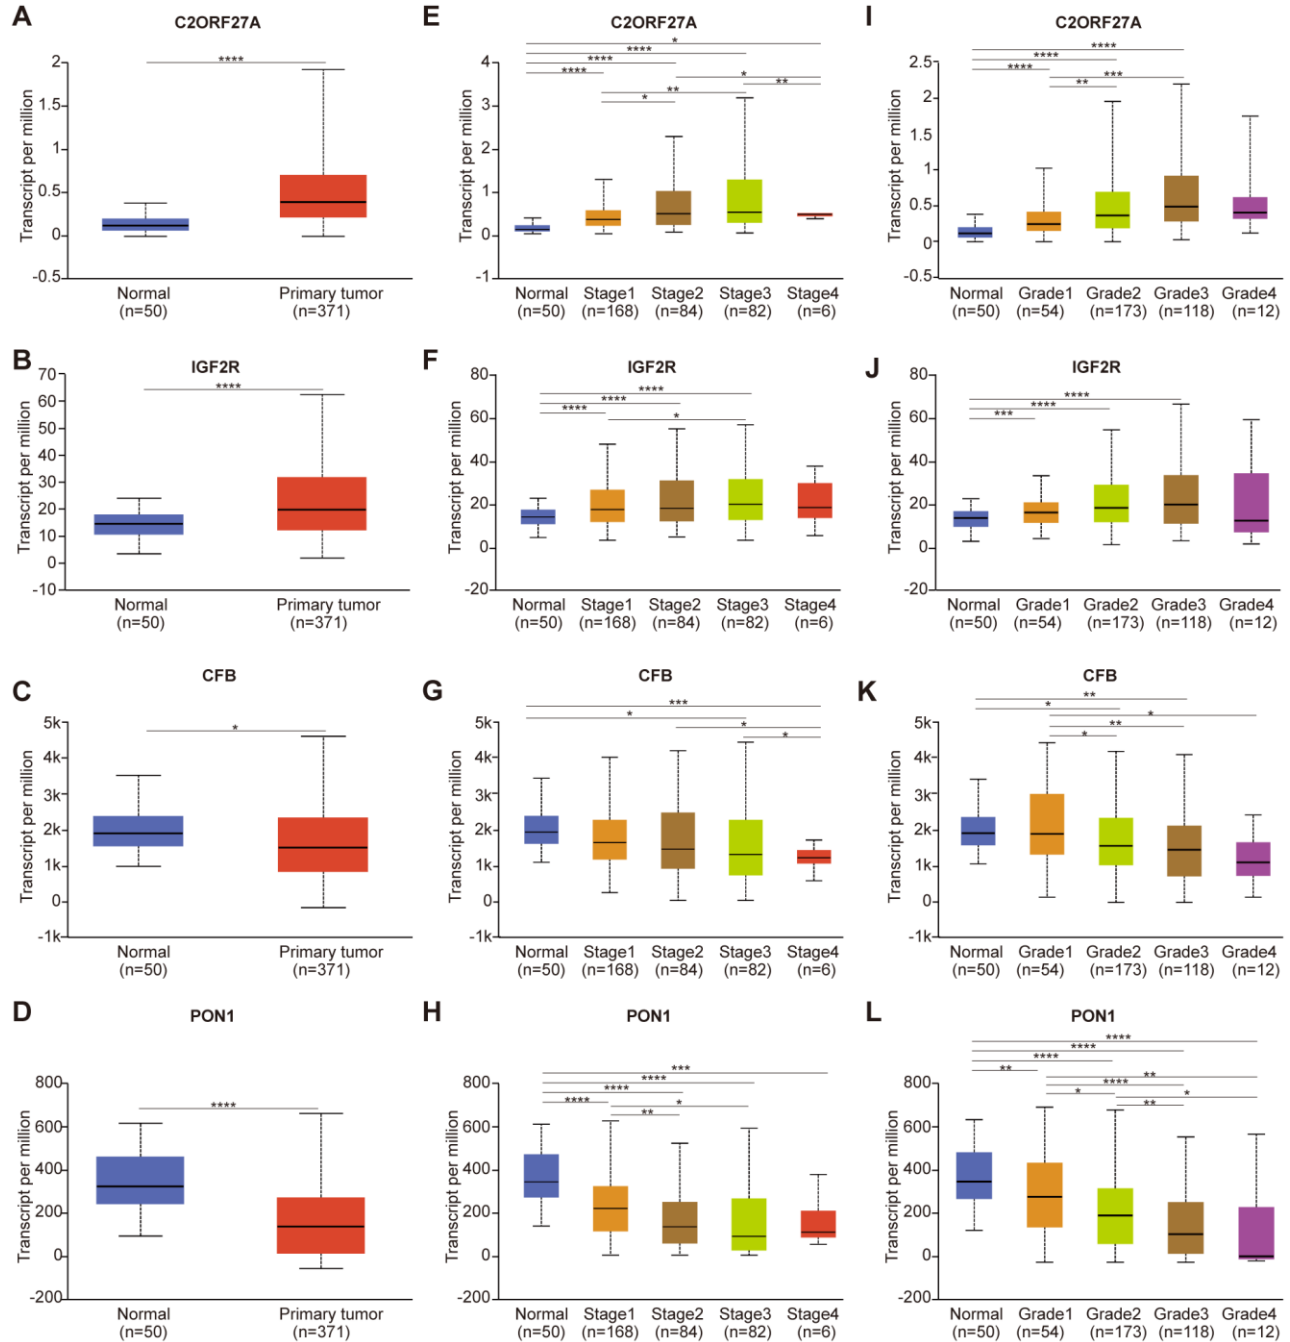 A
C2ORF27A
****
Transcript per million
2
1.5
1
0.5
0
-0.5
Normal
(n=50)
Primary tumor
(n=371)
E
C2ORF27A
*
****
****
****
*
**
**
*
Transcript per million
4
3
2
1
0
-1
Normal
(n=50)
Stage1
(n=168)
Stage2
(n=84)
Stage3
(n=82)
Stage4
(n=6)
I
C2ORF27A
****
****
****
***
**
Transcript per million
2.5
2
1
0.5
0
-0.5
Normal
(n=50)
Grade1
(n=54)
Grade2
(n=173)
Grade3
(n=118)
Grade4
(n=12)
B
IGF2R
****
Transcript per million
70
60
50
40
30
20
10
0
-10
Normal
(n=50)
Primary tumor
(n=371)
F
IGF2R
****
****
****
*
Transcript per million
80
60
40
20
0
-20
Normal
(n=50)
Stage1
(n=168)
Stage2
(n=84)
Stage3
(n=82)
Stage4
(n=6)
J
IGF2R
****
****
***
Transcript per million
80
60
40
20
0
-20
Normal
(n=50)
Grade1
(n=54)
Grade2
(n=173)
Grade3
(n=118)
Grade4
(n=12)
C
CFB
*
Transcript per million
5k
4k
3k
2k
1k
0
-1k
Normal
(n=50)
Primary tumor
(n=371)
G
CFB
***
*
*
*
Transcript per million
5k
4k
3k
2k
1k
0
-1k
Normal
(n=50)
Stage1
(n=168)
Stage2
(n=84)
Stage3
(n=82)
Stage4
(n=6)
K
CFB
**
*
*
**
*
Transcript per million
5k
4k
3k
2k
1k
0
-1k
Normal
(n=50)
Grade1
(n=54)
Grade2
(n=173)
Grade3
(n=118)
Grade4
(n=12)
D
PON1
****
Transcript per million
800
600
400
200
0
-200
Normal
(n=50)
Primary tumor
(n=371)
H
PON1
***
****
****
****
*
**
Transcript per million
800
600
400
200
0
-200
Normal
(n=50)
Stage1
(n=168)
Stage2
(n=84)
Stage3
(n=82)
Stage4
(n=6)
L
PON1
****
****
****
**
**
****
*
*
**
Transcript per million
800
600
400
200
0
-200
Normal
(n=50)
Grade1
(n=54)
Grade2
(n=173)
Grade3
(n=118)
Grade4
(n=12)